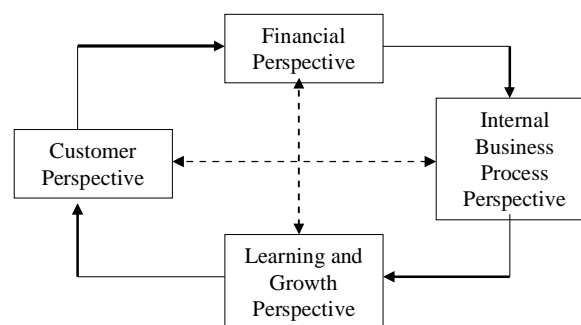 Financial
Perspective
Internal
Business
Process
Perspective
Customer
Perspective
Learning and
Growth
Perspective